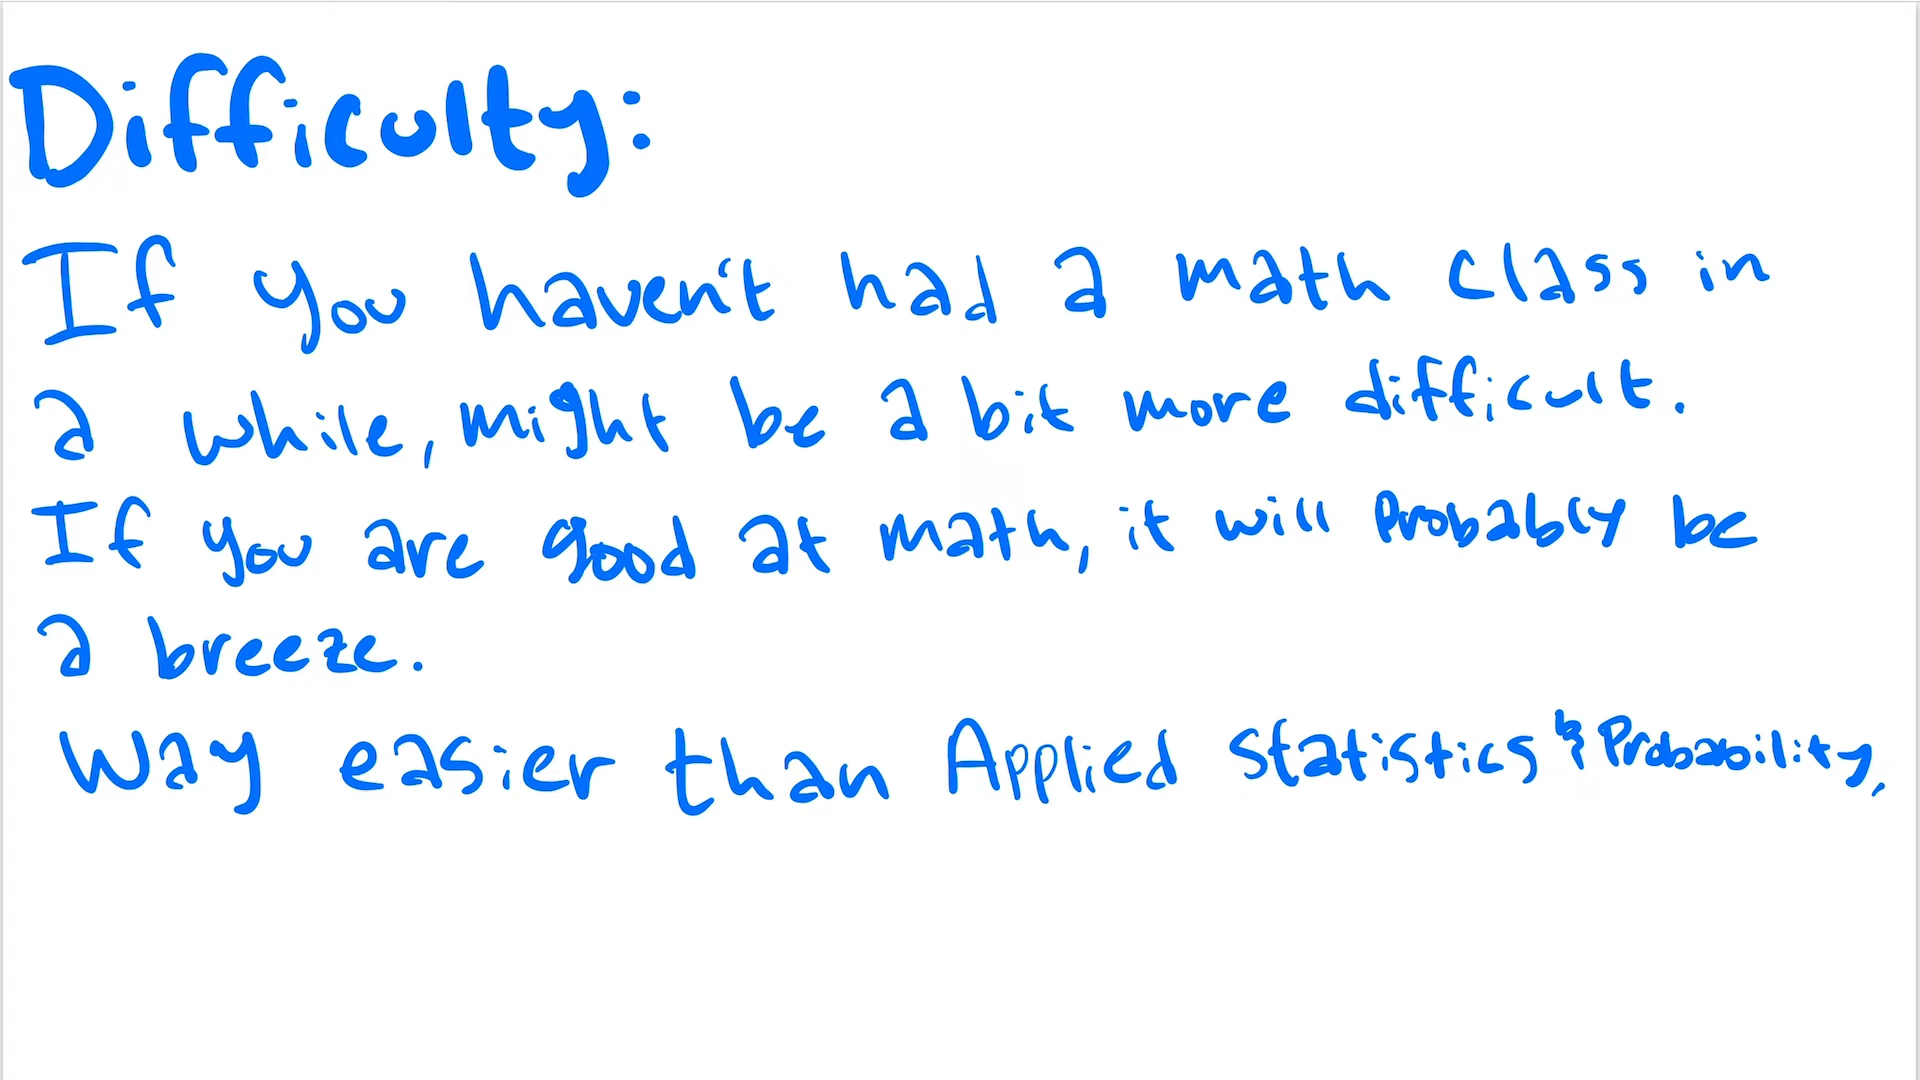 Difficulty:
If you haven't had a math class in
a while, might be a bit more difficult.
If you are good at math, it will Probably be
a breeze.
Way easier than Applied Statistics & Probability,